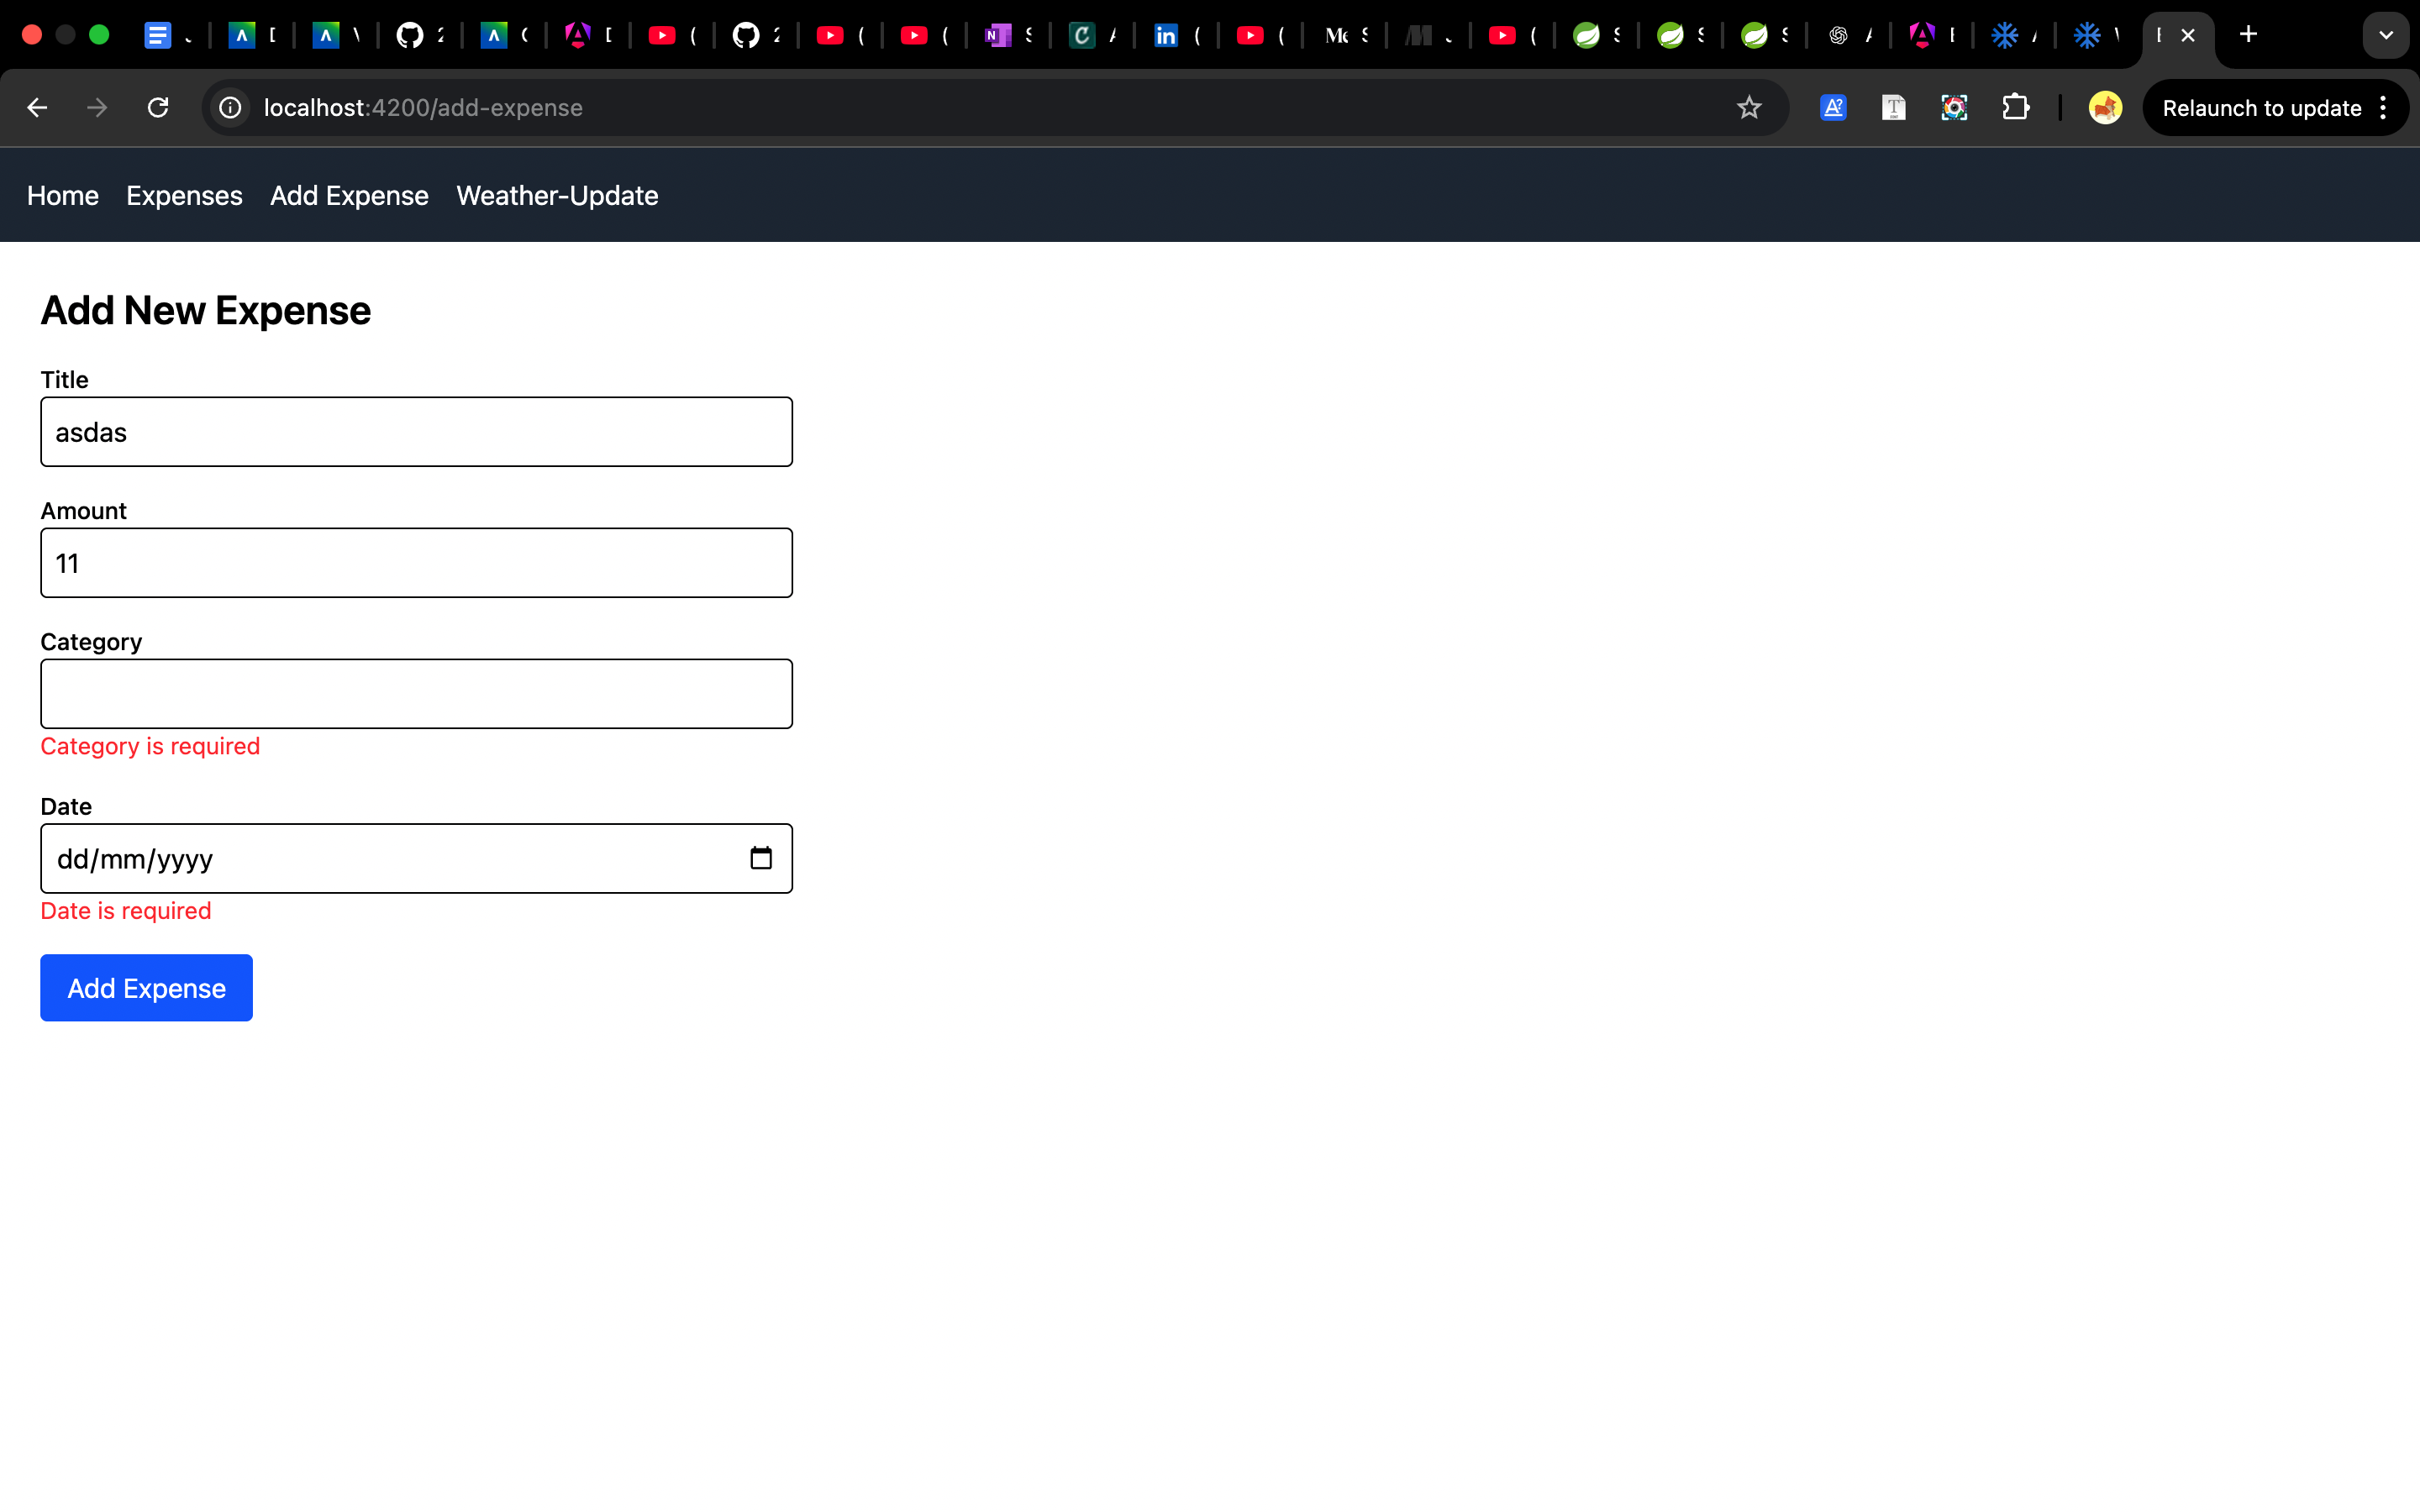 localhost:4200/add-expense
Relaunch to update
Home Expenses Add Expense Weather-Update
Add New Expense
Title
asdas
Amount
11
Category
Category is required
Date
dd/mm/yyyy
Date is required
Add Expense